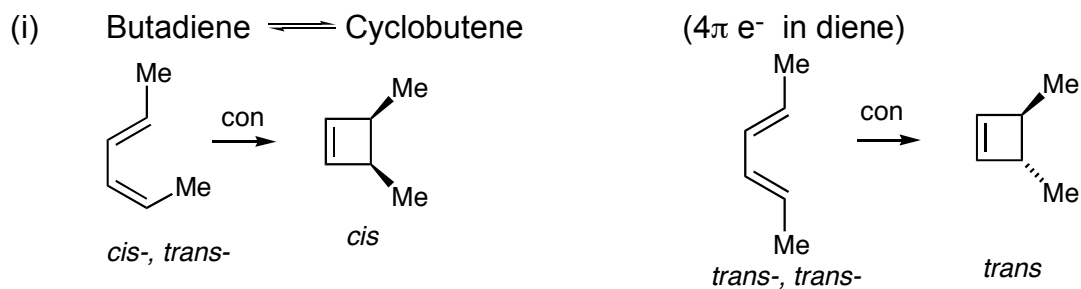 (i) Butadiene ⇌ Cyclobutene (4π e⁻ in diene)
Me
Me
con
Me
Me
cis-, trans-
cis
Me
Me
con
Me
Me
trans-, trans-
trans